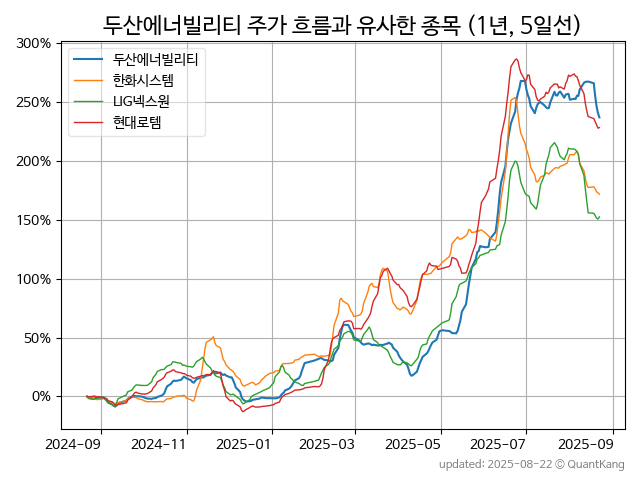 두산에너빌리티 주가 흐름과 유사한 종목 (1년, 5일선)
300%
250%
200%
150%
100%
50%
0%
두산에너빌리티
한화시스템
LIG넥스원
현대로템
2024-09
2024-11
2025-01
2025-03
2025-05
2025-07
2025-09
updated: 2025-08-22 © QuantKang